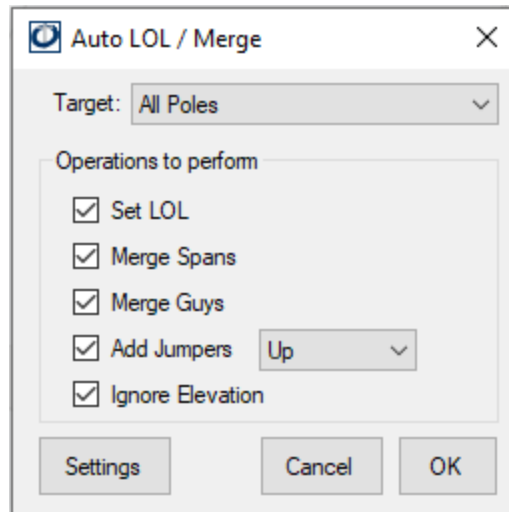 Auto LOL / Merge
Target: All Poles
Operations to perform
Set LOL
Merge Spans
Merge Guys
Add Jumpers Up
Ignore Elevation
Settings Cancel OK